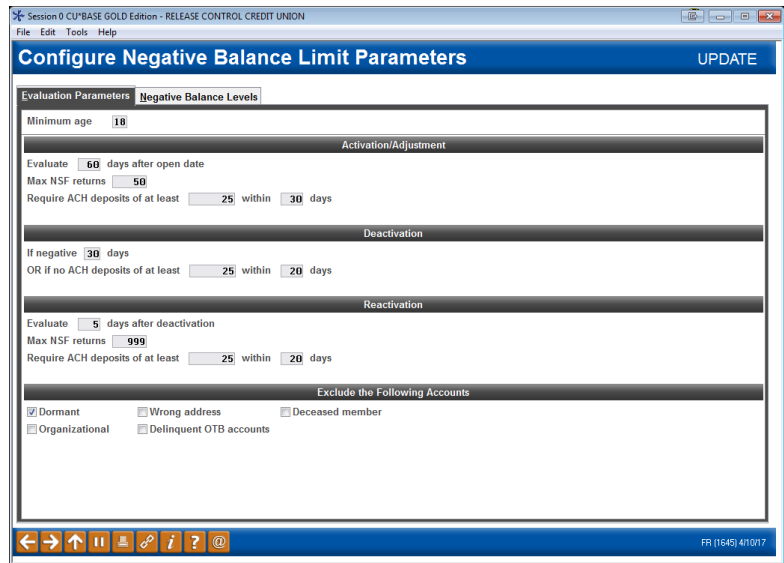 Session 0 CU*BASE GOLD Edition - RELEASE CONTROL CREDIT UNION
File Edit Tools Help
Configure Negative Balance Limit Parameters UPDATE
Evaluation Parameters Negative Balance Levels
Minimum age 18
Activation/Adjustment
Evaluate 60 days after open date
Max NSF returns 50
Require ACH deposits of at least 25 within 30 days
Deactivation
If negative 30 days
OR if no ACH deposits of at least 25 within 20 days
Reactivation
Evaluate 5 days after deactivation
Max NSF returns 999
Require ACH deposits of at least 25 within 20 days
Exclude the Following Accounts
Dormant Wrong address Deceased member
Organizational Delinquent OTB accounts
FR (1645) 4/10/17